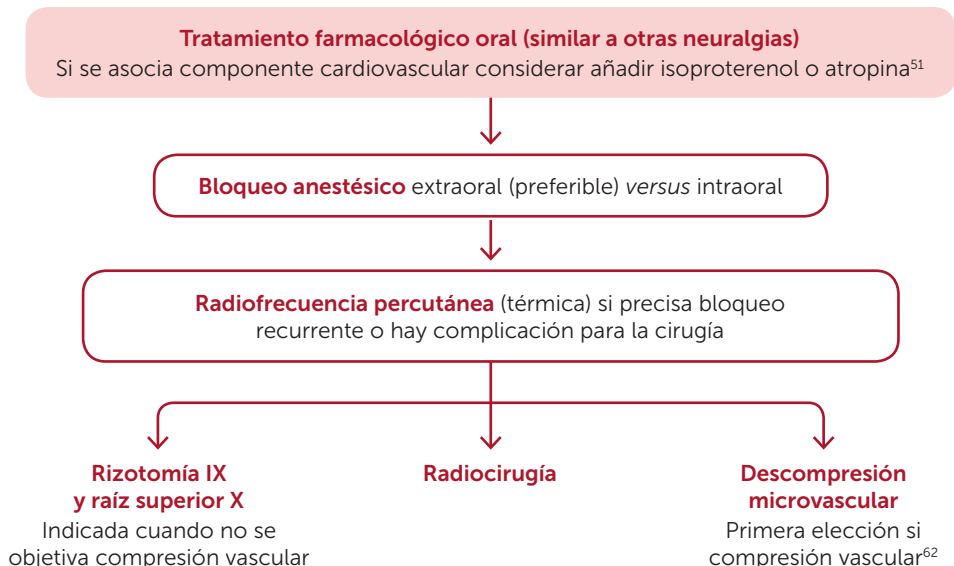 Tratamiento farmacológico oral (similar a otras neuralgias)
Si se asocia componente cardiovascular considerar añadir isoproterenol o atropina⁵¹
Bloqueo anestésico extraoral (preferible) versus intraoral
Radiofrecuencia percutánea (térmica) si precisa bloqueo
recurrente o hay complicación para la cirugía
Rizotomía IX
y raíz superior X
Indicada cuando no se
objetiva compresión vascular
Radiocirugía
Descompresión
microvascular
Primera elección si
compresión vascular⁶²